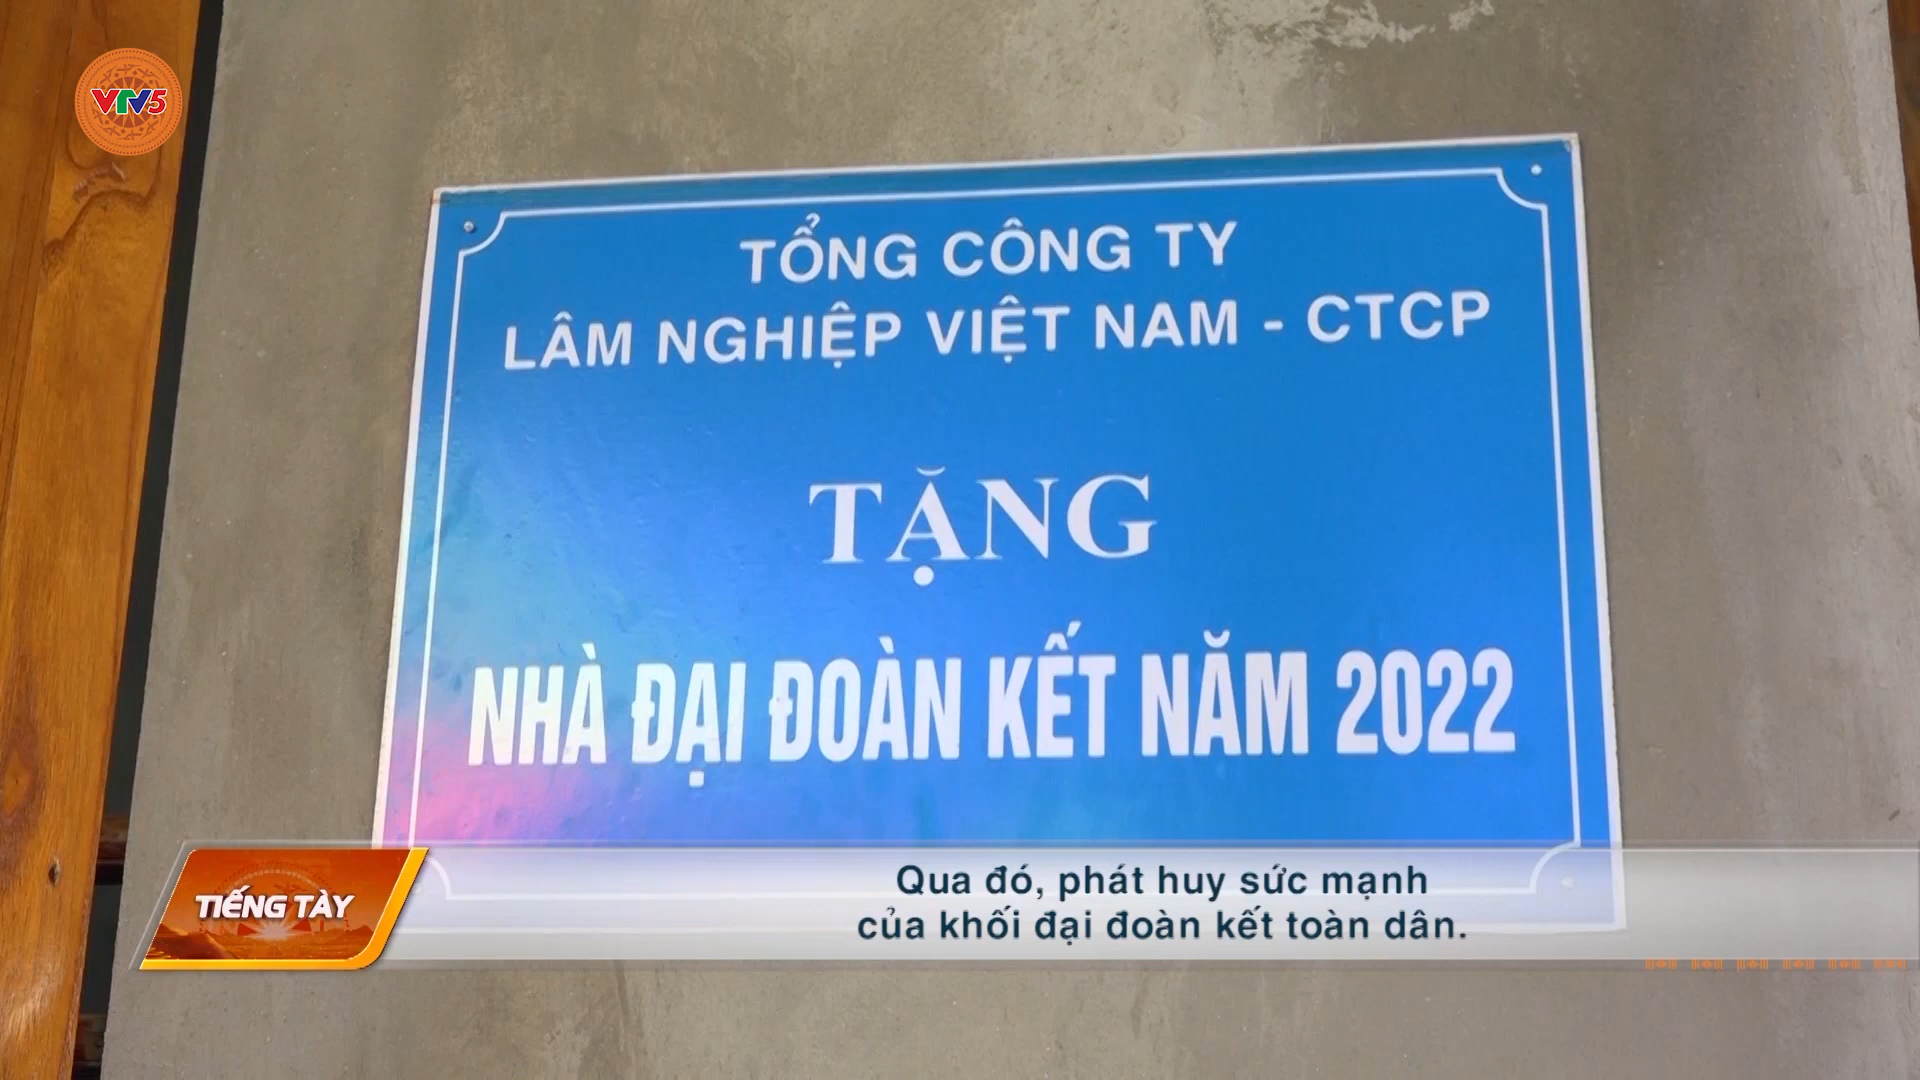 VTV5
TỔNG CÔNG TY
LÂM NGHIỆP VIỆT NAM - CTCP
TẶNG
NHÀ ĐẠI ĐOÀN KẾT NĂM 2022
TIẾNG TÀY
Qua đó, phát huy sức mạnh
của khối đại đoàn kết toàn dân.